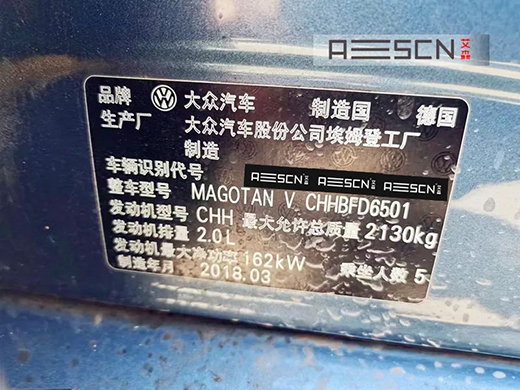 AESCN 艾森
品牌 大众汽车 制造国 德国
生产厂 大众汽车股份公司埃姆登工厂
制造
车辆识别代号 AESCN AESCN AESCN
整车型号 MAGOTAN V CHHBFD6501
发动机型号 CHH 最大允许总质量 2130kg
发动机排量 2.0L
发动机最大净功率 162kW 乘坐人数 5
制造年月 2018.03